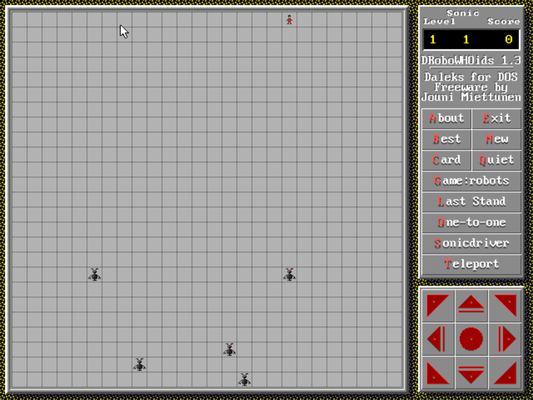 Sonic
Level Score
1 1 0
DRoboWHOids 1.3
Daleks for DOS
Freeware by
Jouni Miettunen
About Exit
Best New
Card Quiet
Game:robots
Last Stand
One-to-one
Sonicdriver
Teleport